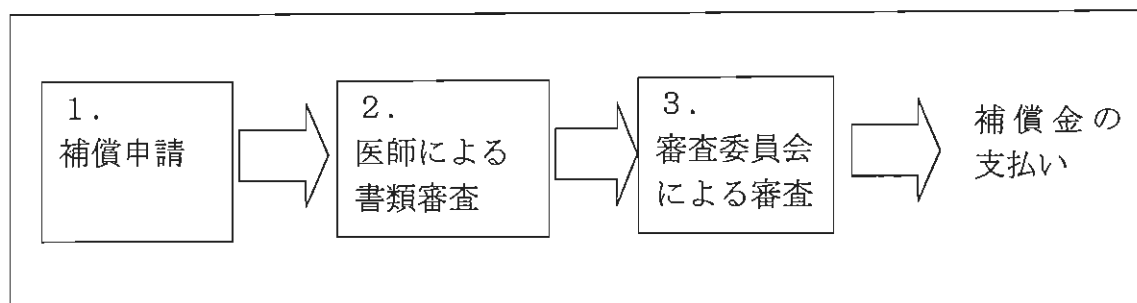 1.
補償申請
2.
医師による
書類審査
3.
審査委員会
による審査
補償金の
支払い